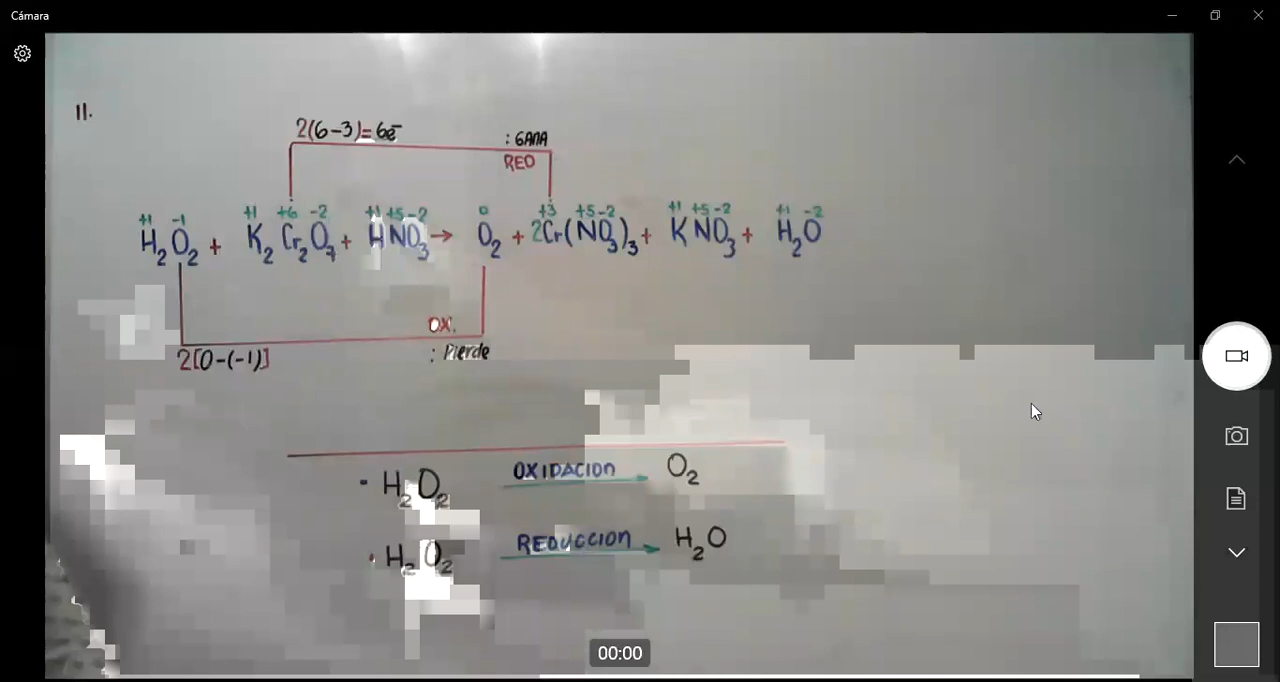 Cámara
11.
2(6-3)=6e⁻
: GANA
RED
+1 -1 +1 +6 -2 +1 +5 -2 0 +3 +5 -2 +1 +5 -2 +1 -2
H₂O₂ + K₂Cr₂O₇ + HNO₃ → O₂ + 2Cr(NO₃)₃ + KNO₃ + H₂O
OX.
2[0-(-1)]
: Pierde
- H₂O₂ OXIDACION O₂
• H₂O₂ REDUCCION H₂O
00:00